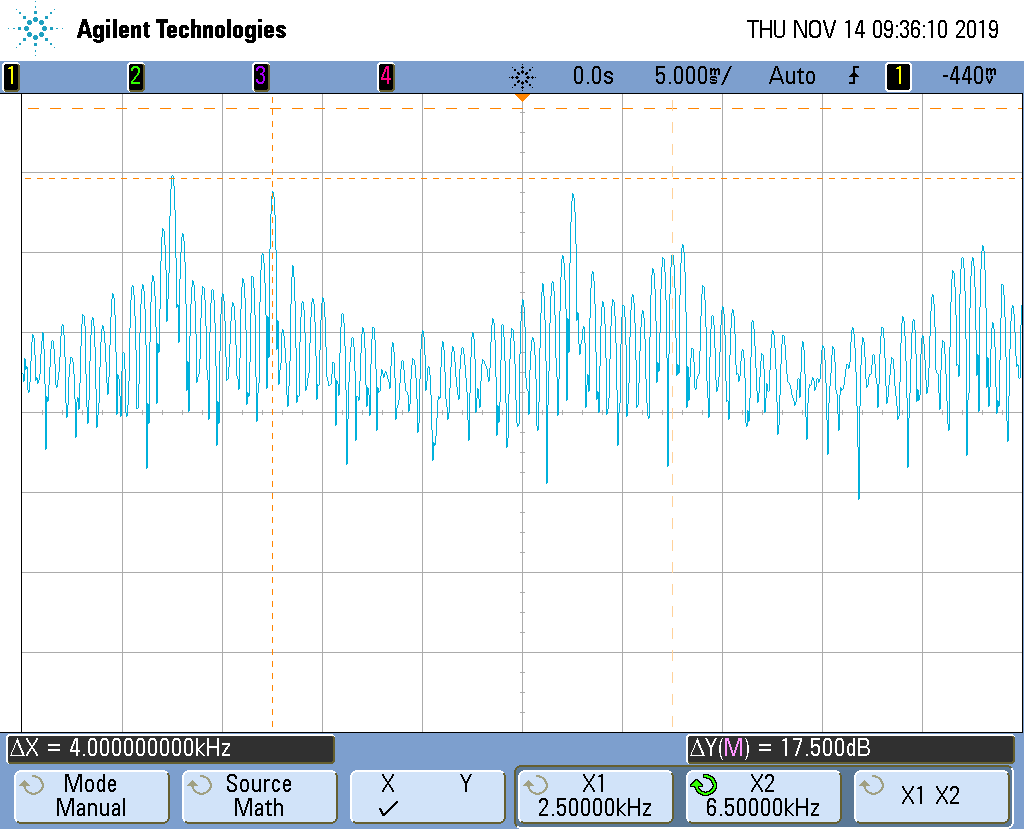 Agilent Technologies THU NOV 14 09:36:10 2019
1 2 3 4 0.0s 5.000ms/ Auto 1 -440mV
ΔX = 4.000000000kHz ΔY(M) = 17.500dB
Mode Source X Y X1 X2 X1 X2
Manual Math ✓ 2.50000kHz 6.50000kHz